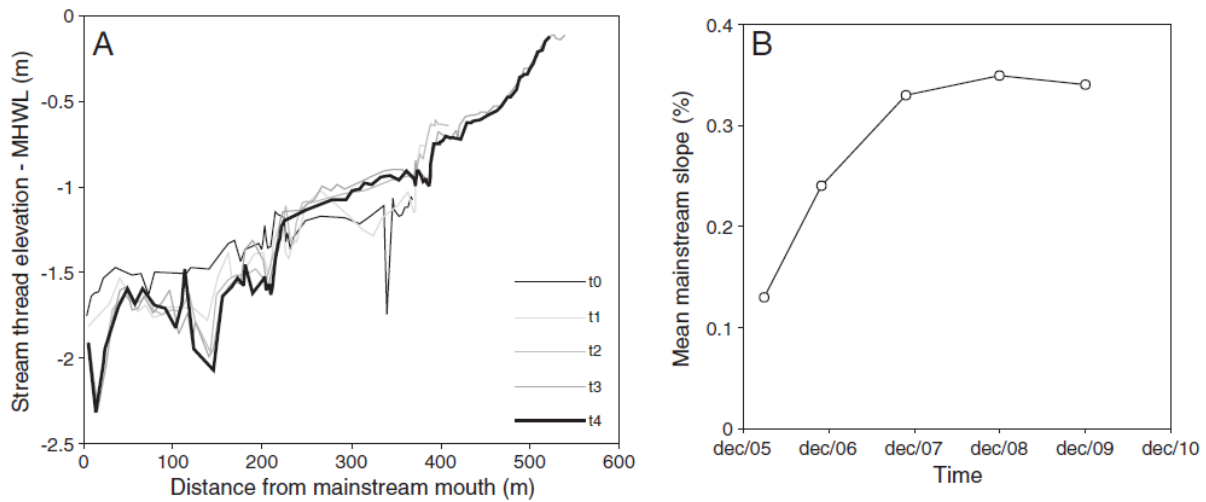 A
Stream thread elevation - MHWL (m)
0
-0.5
-1
-1.5
-2
-2.5
0 100 200 300 400 500 600
Distance from mainstream mouth (m)
t0
t1
t2
t3
t4
B
Mean mainstream slope (%)
0.4
0.3
0.2
0.1
0
dec/05 dec/06 dec/07 dec/08 dec/09 dec/10
Time